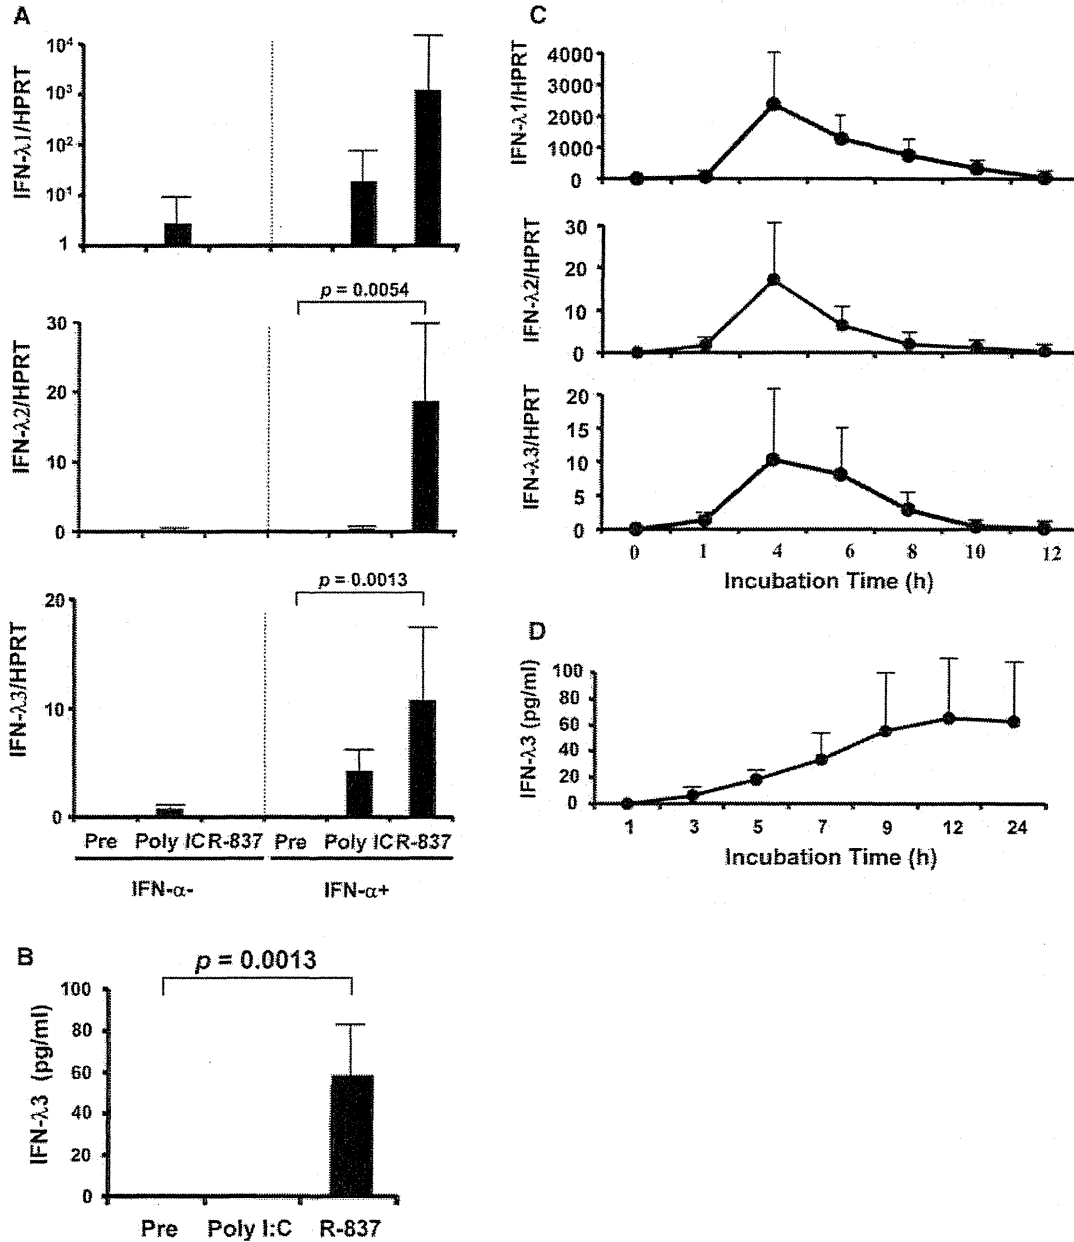 A
IFN-λ1/HPRT
10⁴
10³
10²
10¹
1
p = 0.0054
IFN-λ2/HPRT
30
20
10
0
p = 0.0013
IFN-λ3/HPRT
20
10
0
Pre Poly IC R-837 Pre Poly IC R-837
IFN-α- IFN-α+
B
p = 0.0013
IFN-λ3 (pg/ml)
100
80
60
40
20
0
Pre Poly I:C R-837
C
IFN-λ1/HPRT
4000
3000
2000
1000
0
IFN-λ2/HPRT
30
20
10
0
IFN-λ3/HPRT
20
15
10
5
0
0 1 4 6 8 10 12
Incubation Time (h)
D
IFN-λ3 (pg/ml)
100
80
60
40
20
0
1 3 5 7 9 12 24
Incubation Time (h)